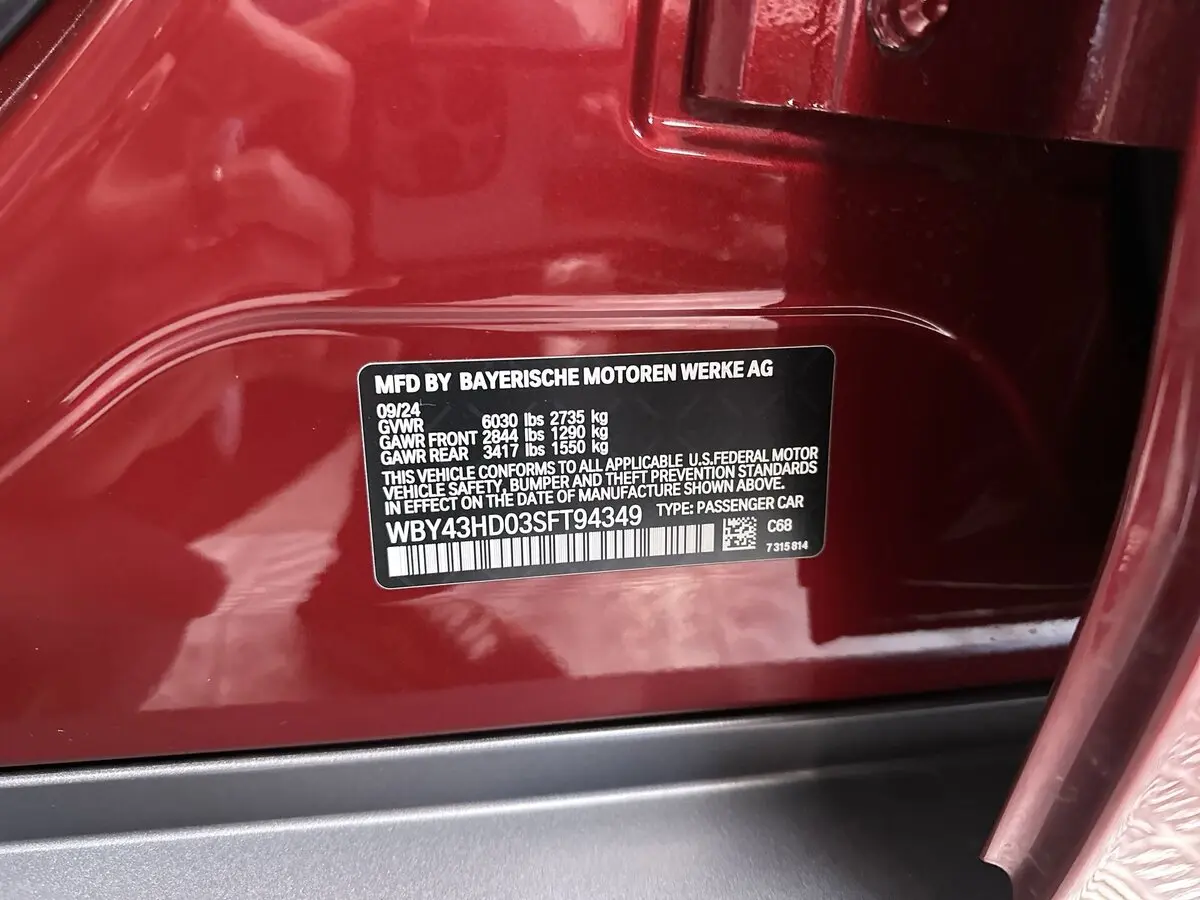 MFD BY BAYERISCHE MOTOREN WERKE AG
09/24
GVWR 6030 lbs 2735 kg
GAWR FRONT 2844 lbs 1290 kg
GAWR REAR 3417 lbs 1550 kg
THIS VEHICLE CONFORMS TO ALL APPLICABLE U.S.FEDERAL MOTOR
VEHICLE SAFETY, BUMPER AND THEFT PREVENTION STANDARDS
IN EFFECT ON THE DATE OF MANUFACTURE SHOWN ABOVE.
WBY43HD03SFT94349 TYPE: PASSENGER CAR
C68
7315814